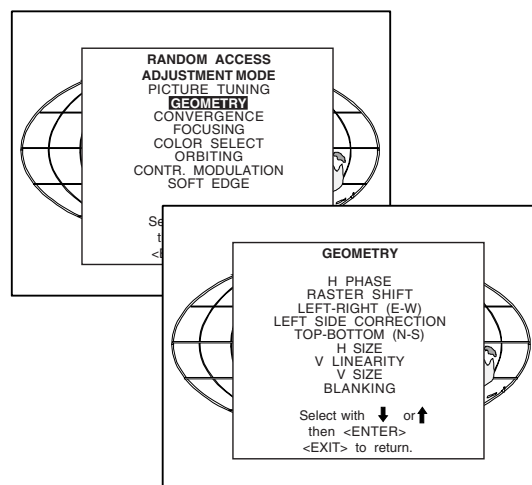 RANDOM ACCESS
ADJUSTMENT MODE
PICTURE TUNING
GEOMETRY
CONVERGENCE
FOCUSING
COLOR SELECT
ORBITING
CONTR. MODULATION
SOFT EDGE
Se
t
GEOMETRY
H PHASE
RASTER SHIFT
LEFT-RIGHT (E-W)
LEFT SIDE CORRECTION
TOP-BOTTOM (N-S)
H SIZE
V LINEARITY
V SIZE
BLANKING
Select with or
then <ENTER>
<EXIT> to return.